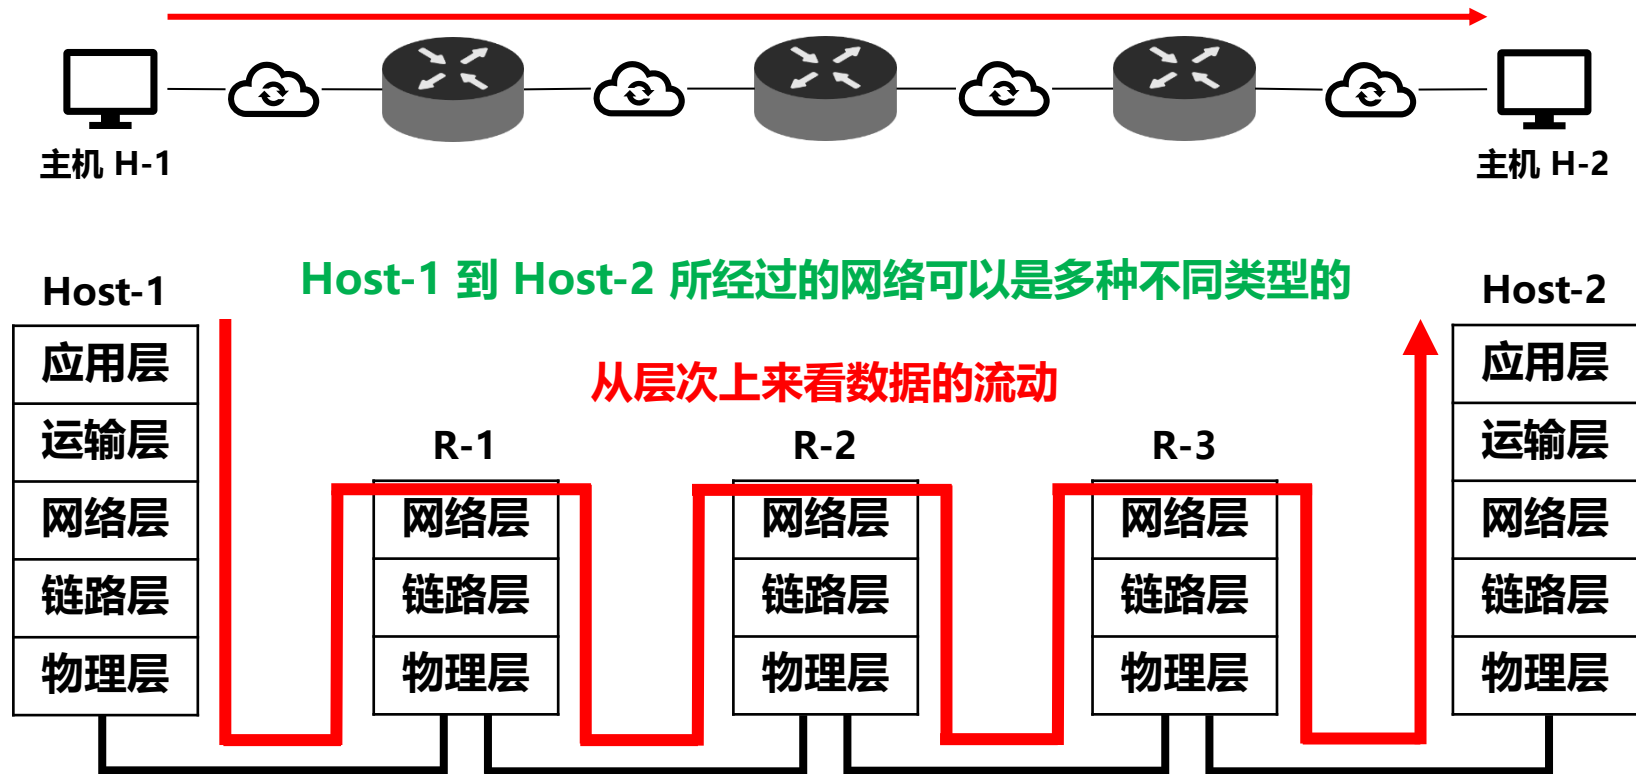 主机 H-1
主机 H-2
Host-1 到 Host-2 所经过的网络可以是多种不同类型的
从层次上来看数据的流动
Host-1
应用层
运输层
网络层
链路层
物理层
R-1
网络层
链路层
物理层
R-2
网络层
链路层
物理层
R-3
网络层
链路层
物理层
Host-2
应用层
运输层
网络层
链路层
物理层